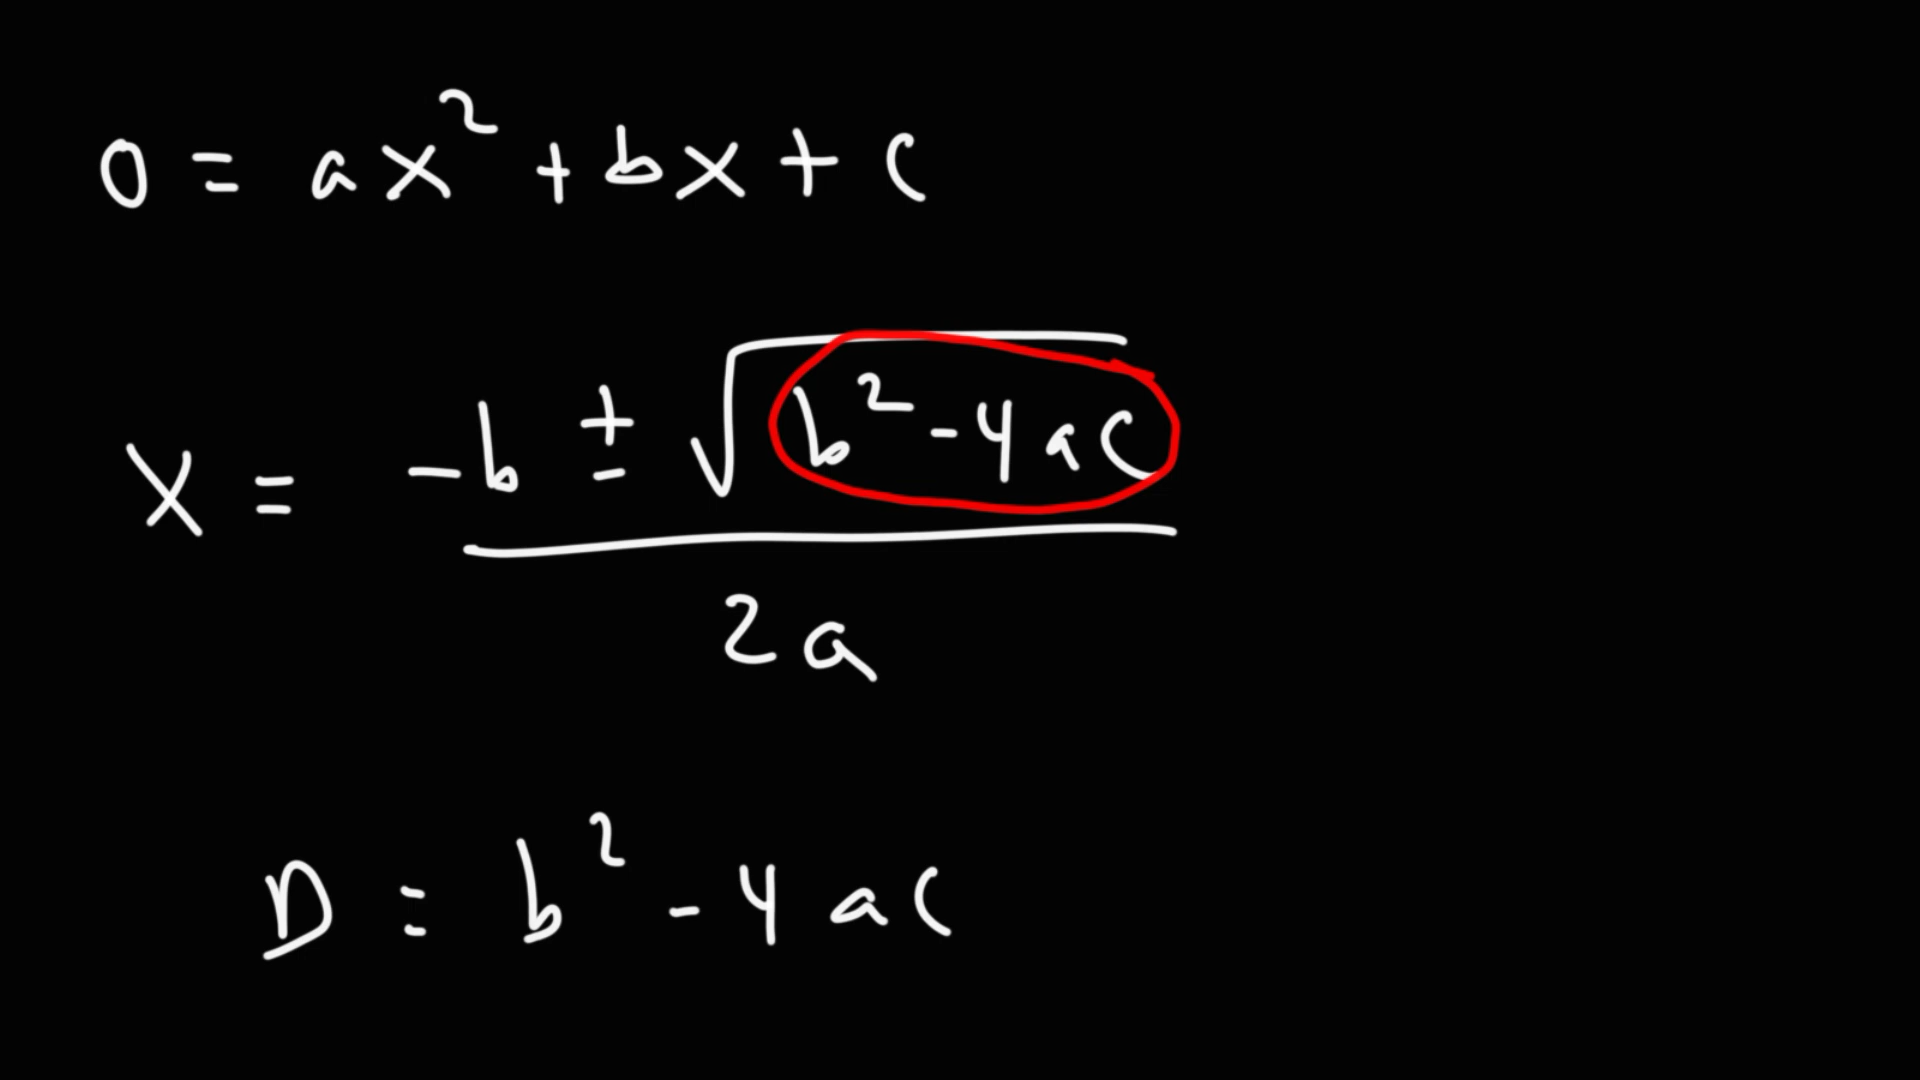 0 = ax² + bx + c
x = -b ± √b² - 4ac
2a
D = b² - 4ac